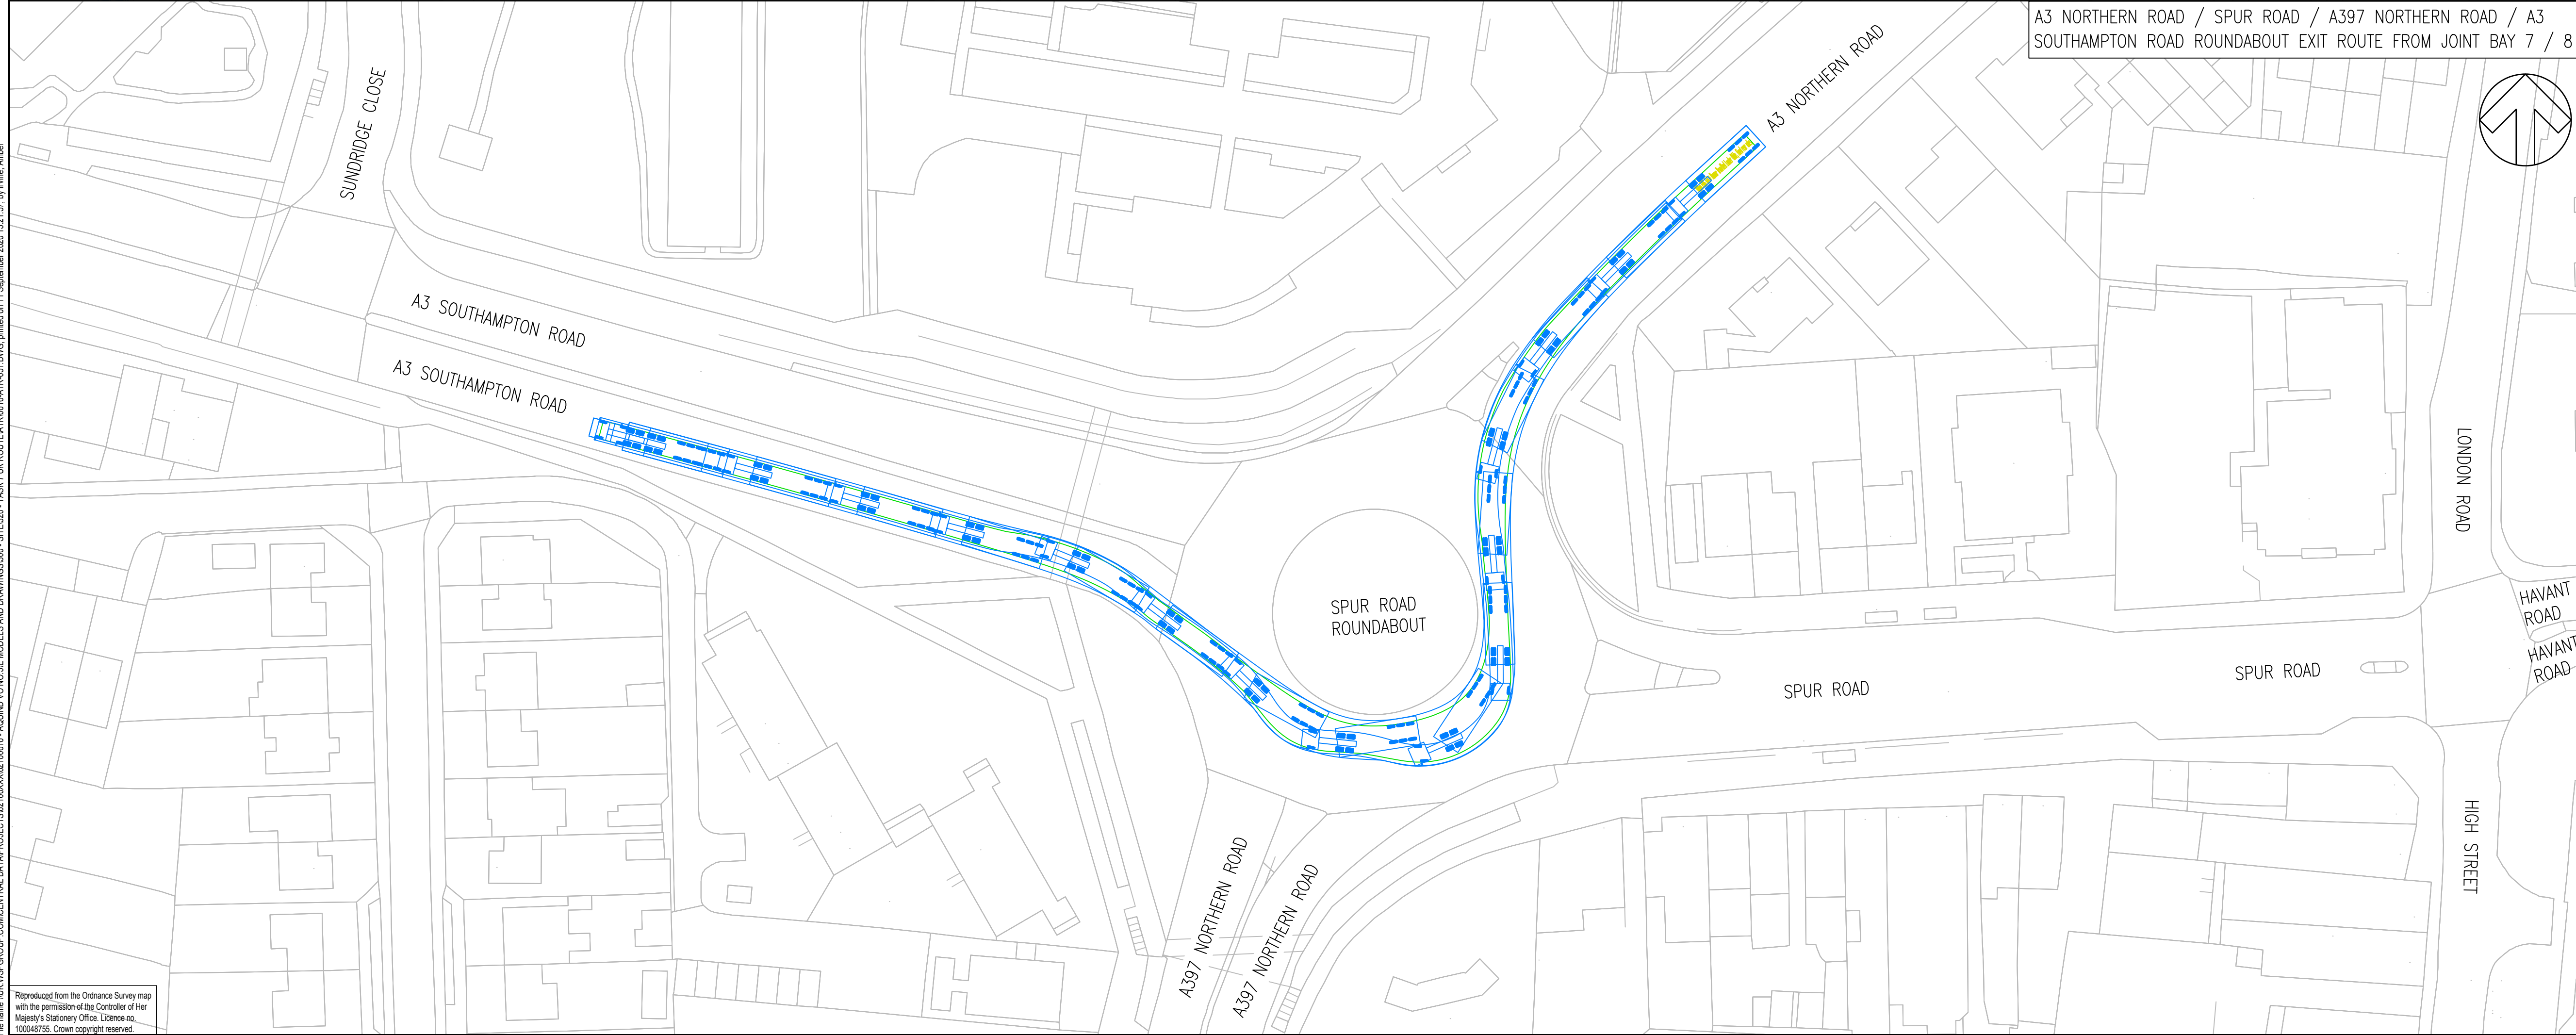 A3 NORTHERN ROAD / SPUR ROAD / A397 NORTHERN ROAD / A3
SOUTHAMPTON ROAD ROUNDABOUT EXIT ROUTE FROM JOINT BAY 7 / 8
A3 NORTHERN ROAD
SUNDRIDGE CLOSE
A3 SOUTHAMPTON ROAD
A3 SOUTHAMPTON ROAD
LONDON ROAD
SPUR ROAD
ROUNDABOUT
HAVANT
ROAD
HAVANT
ROAD
SPUR ROAD
SPUR ROAD
HIGH STREET
A397 NORTHERN ROAD
A397 NORTHERN ROAD
Reproduced from the Ordnance Survey map
with the permission of the Controller of Her
Majesty's Stationery Office. Licence no.
100048755. Crown copyright reserved.